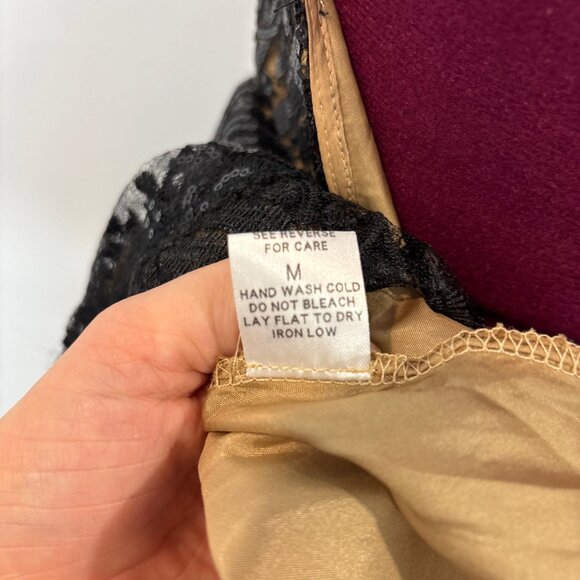 SEE REVERSE
FOR CARE
M
HAND WASH COLD
DO NOT BLEACH
LAY FLAT TO DRY
IRON LOW